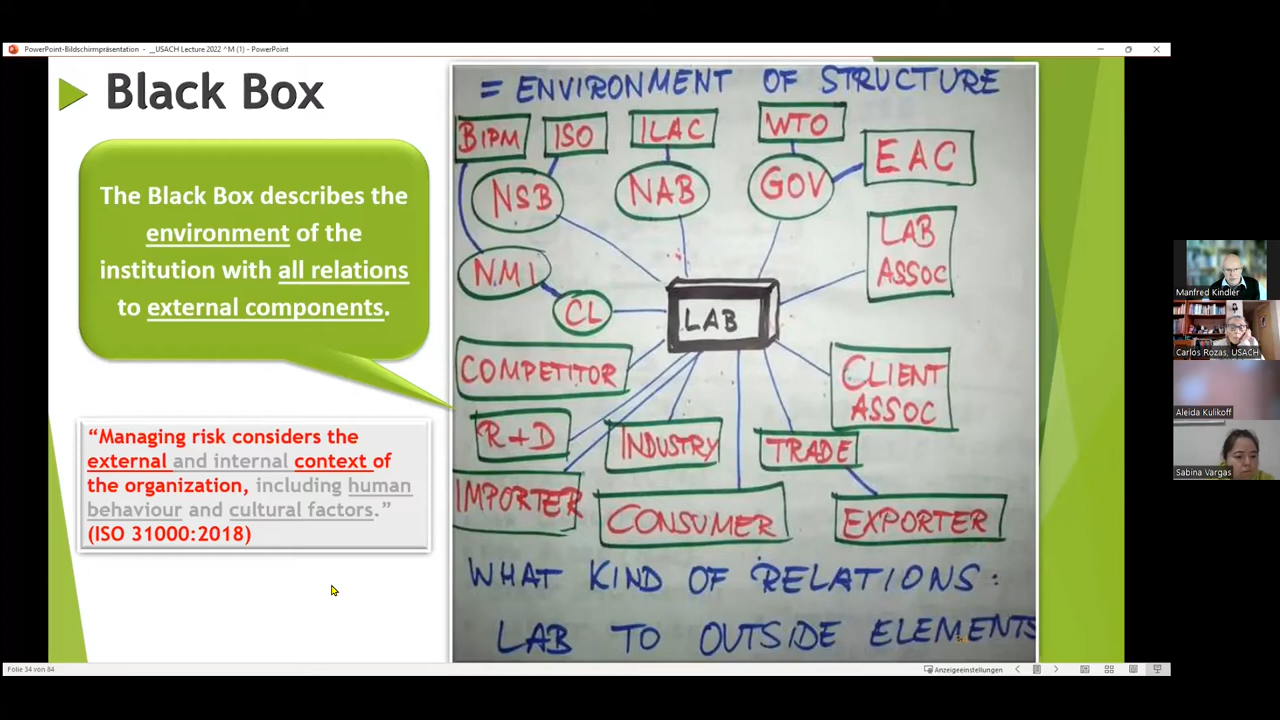 PowerPoint-Bildschirmpräsentation - __USACH Lecture 2022 ^M (1) - PowerPoint
Black Box
The Black Box describes the
environment of the
institution with all relations
to external components.
“Managing risk considers the
external and internal context of
the organization, including human
behaviour and cultural factors.”
(ISO 31000:2018)
= ENVIRONMENT OF STRUCTURE
BIPM ISO ILAC WTO
EAC
NSB NAB GOV
LAB
ASSOC
NMI
CL
LAB
COMPETITOR
CLIENT
ASSOC
R+D
INDUSTRY
TRADE
IMPORTER
CONSUMER
EXPORTER
WHAT KIND OF RELATIONS:
LAB TO OUTSIDE ELEMENTS
Manfred Kindler
Carlos Rozas, USACH
Aleida Kulikoff
Sabina Vargas
Folie 34 von 84
Anzeigeeinstellungen